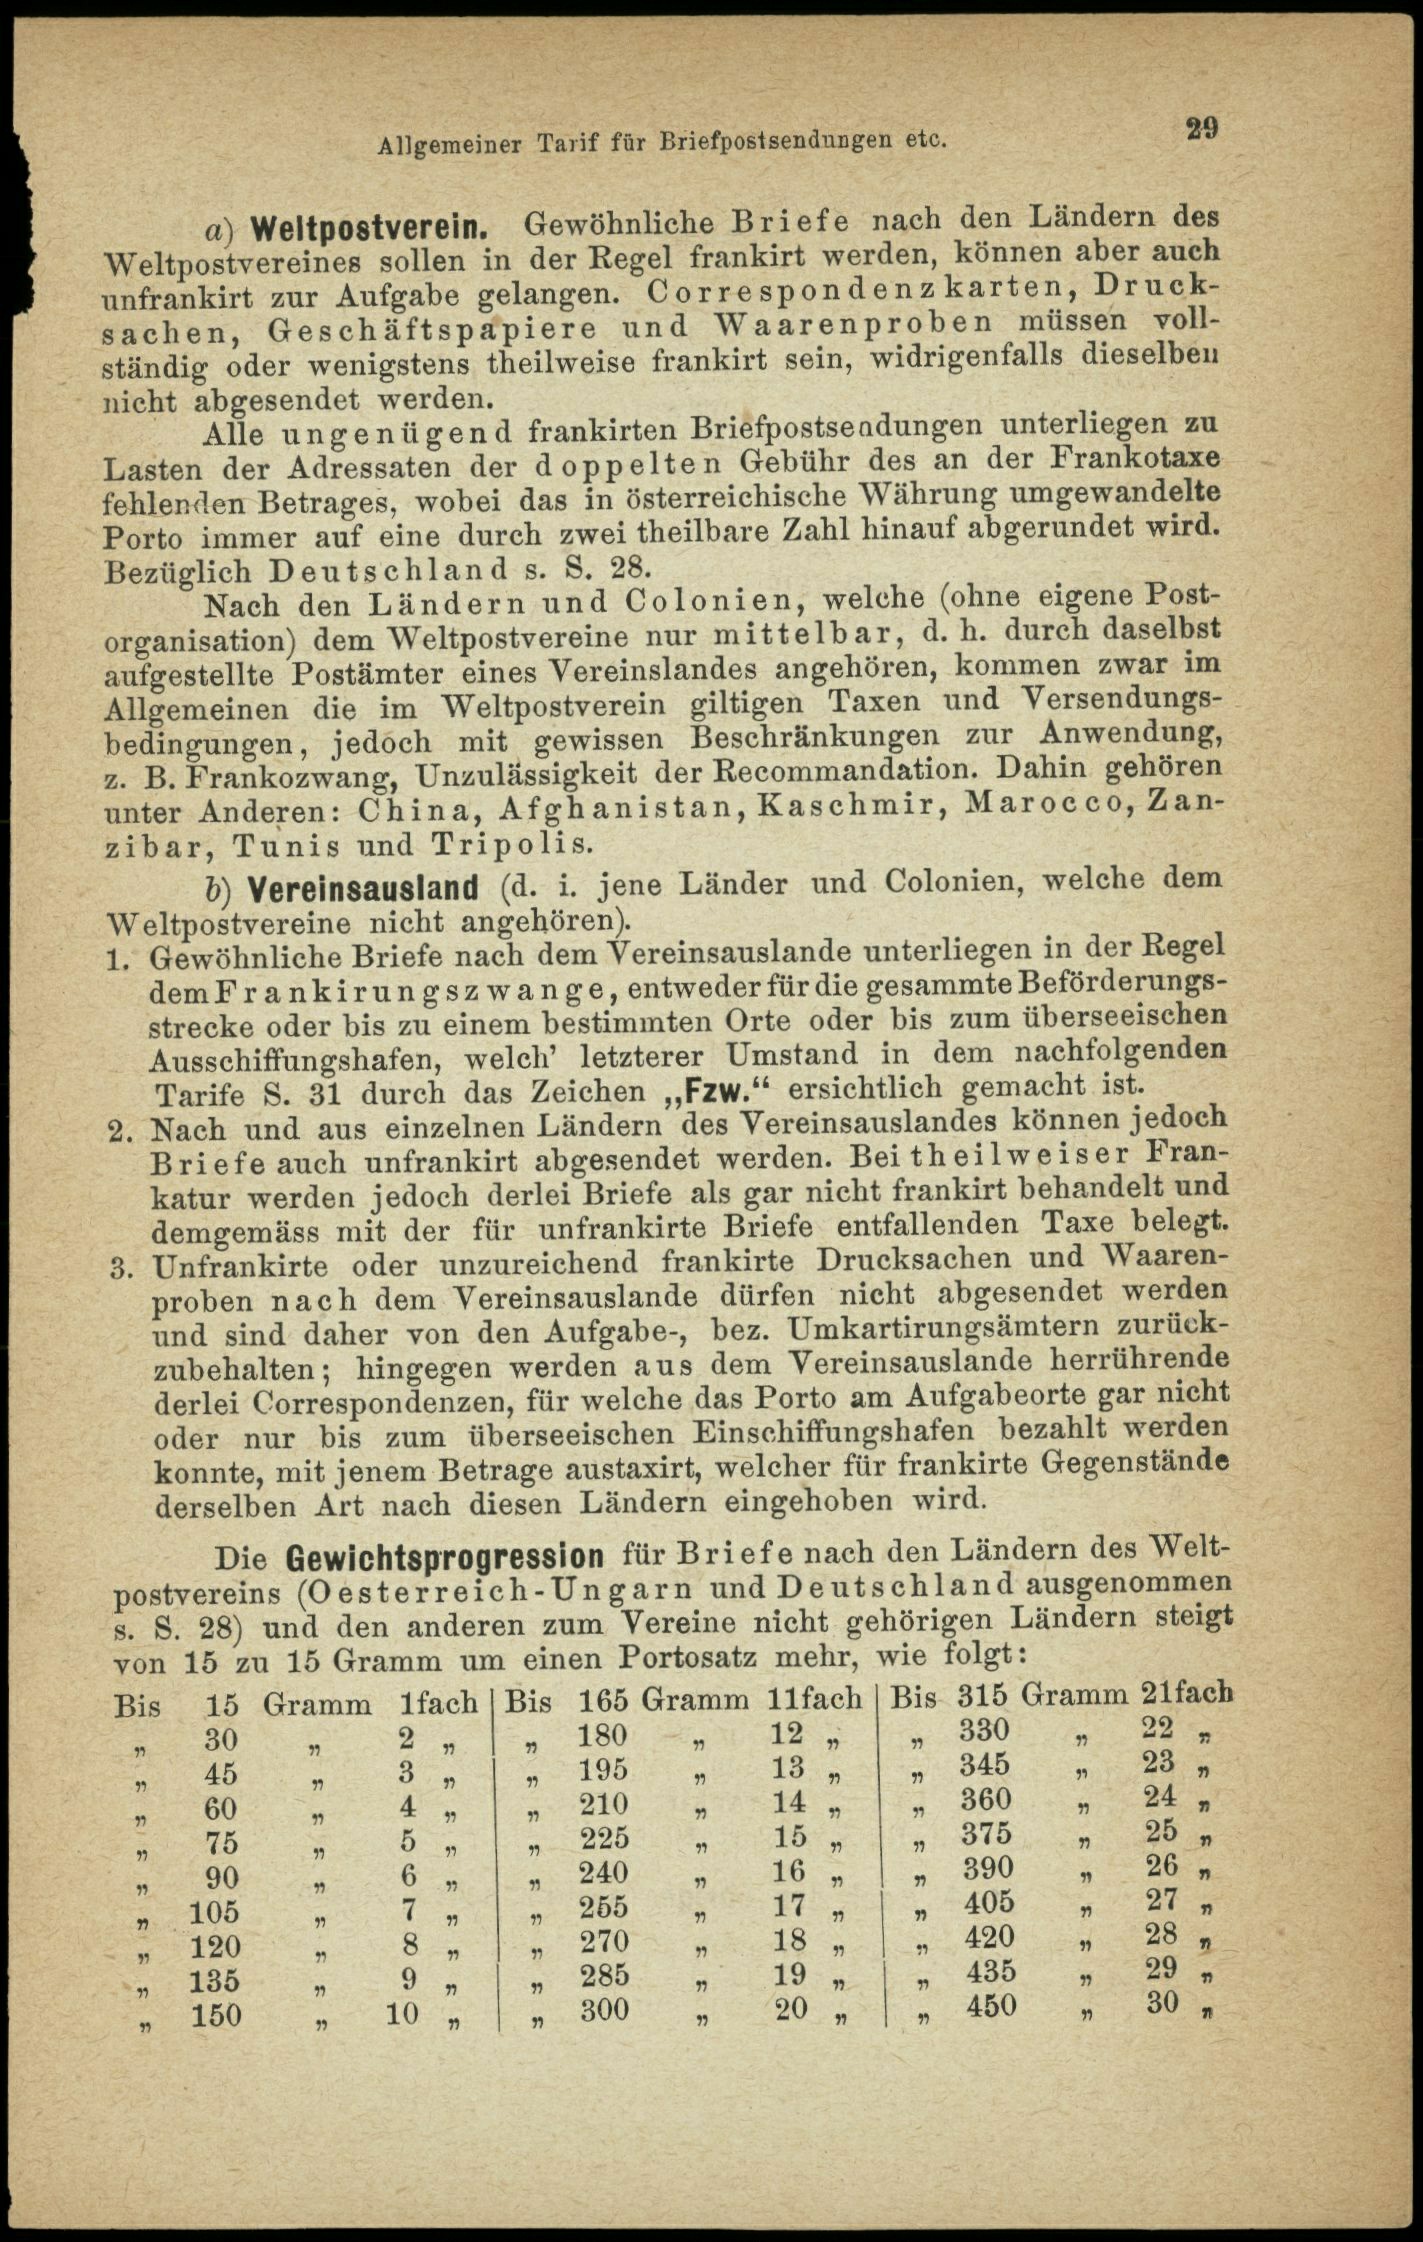 Allgemeiner Tarif für Briefpostsendungen etc. 29
a) Weltpostverein. Gewöhnliche Briefe nach den Ländern des
Weltpostvereines sollen in der Regel frankirt werden, können aber auch
unfrankirt zur Aufgabe gelangen. Correspondenzkarten, Druck-
sachen, Geschäftspapiere und Waarenproben müssen voll-
ständig oder wenigstens theilweise frankirt sein, widrigenfalls dieselben
nicht abgesendet werden.
Alle ungenügend frankirten Briefpostsendungen unterliegen zu
Lasten der Adressaten der doppelten Gebühr des an der Frankotaxe
fehlenden Betrages, wobei das in österreichische Währung umgewandelte
Porto immer auf eine durch zwei theilbare Zahl hinauf abgerundet wird.
Bezüglich Deutschland s. S. 28.
Nach den Ländern und Colonien, welche (ohne eigene Post-
organisation) dem Weltpostvereine nur mittelbar, d. h. durch daselbst
aufgestellte Postämter eines Vereinslandes angehören, kommen zwar im
Allgemeinen die im Weltpostverein giltigen Taxen und Versendungs-
bedingungen, jedoch mit gewissen Beschränkungen zur Anwendung,
z. B. Frankozwang, Unzulässigkeit der Recommandation. Dahin gehören
unter Anderen: China, Afghanistan, Kaschmir, Marocco, Zan-
zibar, Tunis und Tripolis.
b) Vereinsausland (d. i. jene Länder und Colonien, welche dem
Weltpostvereine nicht angehören).
1. Gewöhnliche Briefe nach dem Vereinsauslande unterliegen in der Regel
dem Frankirungszwange, entweder für die gesammte Beförderungs-
strecke oder bis zu einem bestimmten Orte oder bis zum überseeischen
Ausschiffungshafen, welch' letzterer Umstand in dem nachfolgenden
Tarife S. 31 durch das Zeichen „Fzw.“ ersichtlich gemacht ist.
2. Nach und aus einzelnen Ländern des Vereinsauslandes können jedoch
Briefe auch unfrankirt abgesendet werden. Bei theilweiser Fran-
katur werden jedoch derlei Briefe als gar nicht frankirt behandelt und
demgemäss mit der für unfrankirte Briefe entfallenden Taxe belegt.
3. Unfrankirte oder unzureichend frankirte Drucksachen und Waaren-
proben nach dem Vereinsauslande dürfen nicht abgesendet werden
und sind daher von den Aufgabe-, bez. Umkartirungsämtern zurück-
zubehalten; hingegen werden aus dem Vereinsauslande herrührende
derlei Correspondenzen, für welche das Porto am Aufgabeorte gar nicht
oder nur bis zum überseeischen Einschiffungshafen bezahlt werden
konnte, mit jenem Betrage austaxirt, welcher für frankirte Gegenstände
derselben Art nach diesen Ländern eingehoben wird.
Die Gewichtsprogression für Briefe nach den Ländern des Welt-
postvereins (Oesterreich-Ungarn und Deutschland ausgenommen
s. S. 28) und den anderen zum Vereine nicht gehörigen Ländern steigt
von 15 zu 15 Gramm um einen Portosatz mehr, wie folgt:
Bis 15 Gramm 1fach | Bis 165 Gramm 11fach | Bis 315 Gramm 21fach
„ 30 „ 2 „ | „ 180 „ 12 „ | „ 330 „ 22 „
„ 45 „ 3 „ | „ 195 „ 13 „ | „ 345 „ 23 „
„ 60 „ 4 „ | „ 210 „ 14 „ | „ 360 „ 24 „
„ 75 „ 5 „ | „ 225 „ 15 „ | „ 375 „ 25 „
„ 90 „ 6 „ | „ 240 „ 16 „ | „ 390 „ 26 „
„ 105 „ 7 „ | „ 255 „ 17 „ | „ 405 „ 27 „
„ 120 „ 8 „ | „ 270 „ 18 „ | „ 420 „ 28 „
„ 135 „ 9 „ | „ 285 „ 19 „ | „ 435 „ 29 „
„ 150 „ 10 „ | „ 300 „ 20 „ | „ 450 „ 30 „